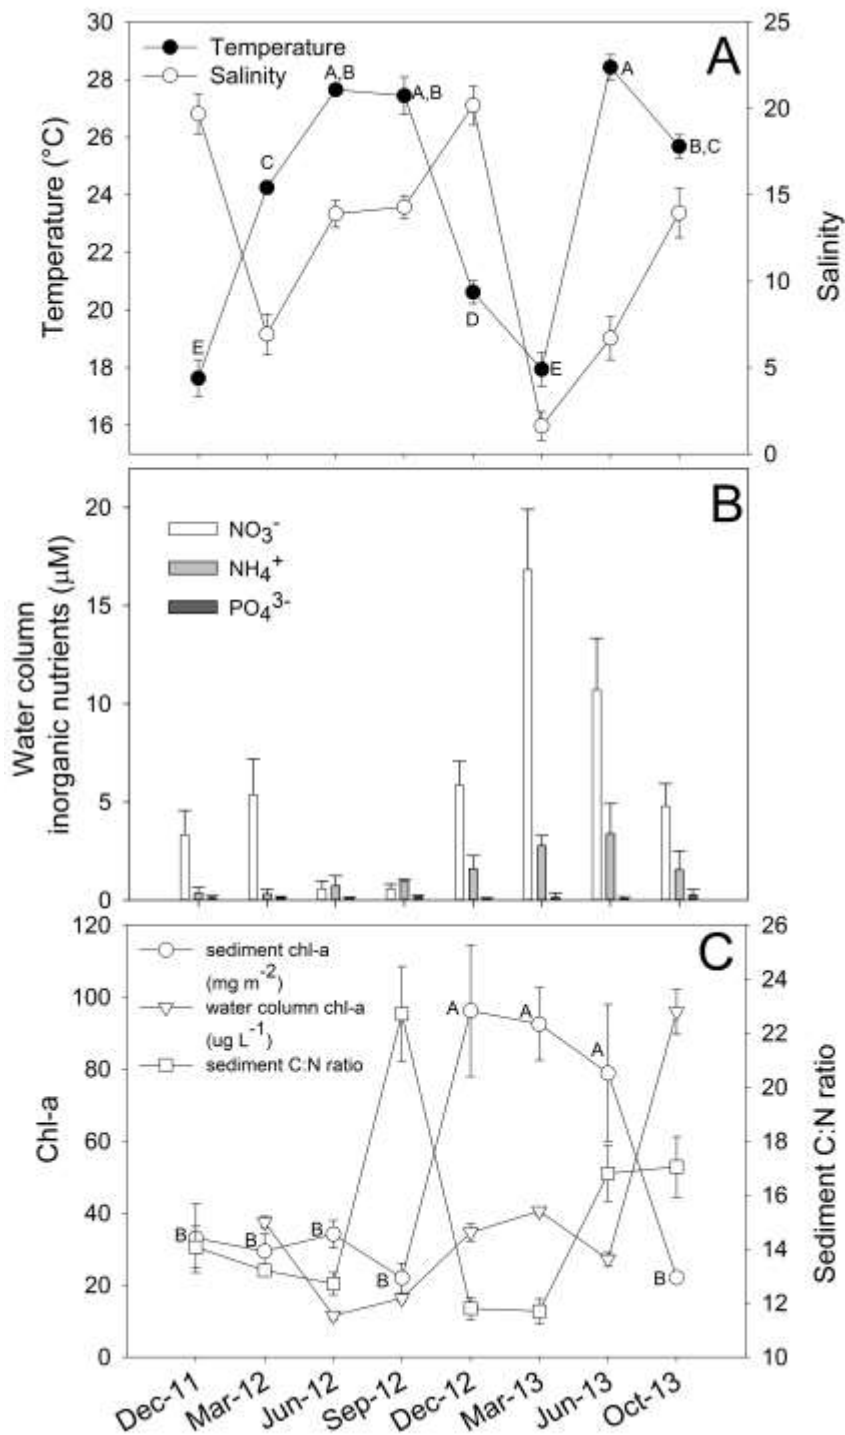 A
Temperature
Salinity
30
28
26
24
22
20
18
16
Temperature (°C)
25
20
15
10
5
0
Salinity
E
C
A,B
A,B
D
E
A
B,C
B
NO3-
NH4+
PO43-
20
15
10
5
0
Water column
inorganic nutrients (μM)
C
sediment chl-a
(mg m-2)
water column chl-a
(ug L-1)
sediment C:N ratio
120
100
80
60
40
20
0
Chl-a
26
24
22
20
18
16
14
12
10
Sediment C:N ratio
B
B
B
B
A
A
A
B
Dec-11
Mar-12
Jun-12
Sep-12
Dec-12
Mar-13
Jun-13
Oct-13